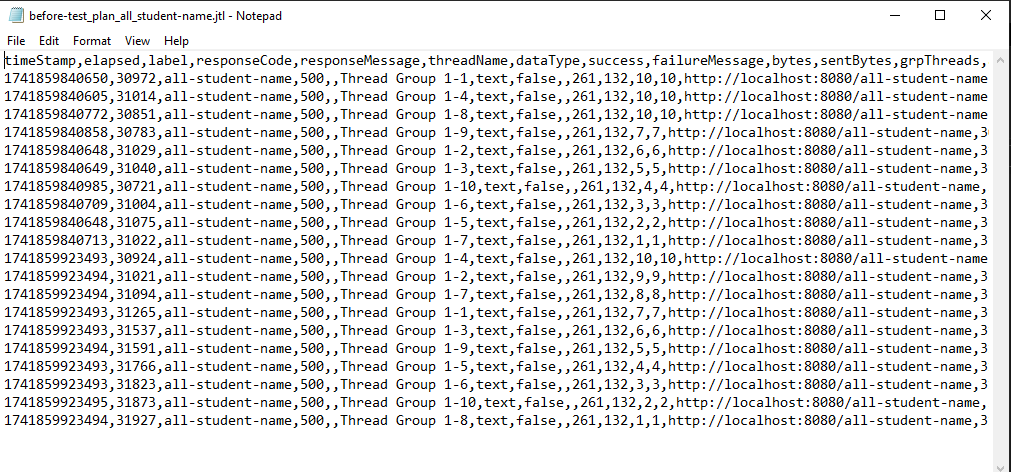 before-test_plan_all_student-name.jtl - Notepad
File Edit Format View Help
timeStamp,elapsed,label,responseCode,responseMessage,threadName,dataType,success,failureMessage,bytes,sentBytes,grpThreads,
1741859840650,30972,all-student-name,500,,Thread Group 1-1,text,false,,261,132,10,10,http://localhost:8080/all-student-name
1741859840605,31014,all-student-name,500,,Thread Group 1-4,text,false,,261,132,10,10,http://localhost:8080/all-student-name
1741859840772,30851,all-student-name,500,,Thread Group 1-8,text,false,,261,132,10,10,http://localhost:8080/all-student-name
1741859840858,30783,all-student-name,500,,Thread Group 1-9,text,false,,261,132,7,7,http://localhost:8080/all-student-name,3
1741859840648,31029,all-student-name,500,,Thread Group 1-2,text,false,,261,132,6,6,http://localhost:8080/all-student-name,3
1741859840649,31040,all-student-name,500,,Thread Group 1-3,text,false,,261,132,5,5,http://localhost:8080/all-student-name,3
1741859840985,30721,all-student-name,500,,Thread Group 1-10,text,false,,261,132,4,4,http://localhost:8080/all-student-name,
1741859840709,31004,all-student-name,500,,Thread Group 1-6,text,false,,261,132,3,3,http://localhost:8080/all-student-name,3
1741859840648,31075,all-student-name,500,,Thread Group 1-5,text,false,,261,132,2,2,http://localhost:8080/all-student-name,3
1741859840713,31022,all-student-name,500,,Thread Group 1-7,text,false,,261,132,1,1,http://localhost:8080/all-student-name,3
1741859923493,30924,all-student-name,500,,Thread Group 1-4,text,false,,261,132,10,10,http://localhost:8080/all-student-name
1741859923494,31021,all-student-name,500,,Thread Group 1-2,text,false,,261,132,9,9,http://localhost:8080/all-student-name,3
1741859923494,31094,all-student-name,500,,Thread Group 1-7,text,false,,261,132,8,8,http://localhost:8080/all-student-name,3
1741859923493,31265,all-student-name,500,,Thread Group 1-1,text,false,,261,132,7,7,http://localhost:8080/all-student-name,3
1741859923493,31537,all-student-name,500,,Thread Group 1-3,text,false,,261,132,6,6,http://localhost:8080/all-student-name,3
1741859923494,31591,all-student-name,500,,Thread Group 1-9,text,false,,261,132,5,5,http://localhost:8080/all-student-name,3
1741859923493,31766,all-student-name,500,,Thread Group 1-5,text,false,,261,132,4,4,http://localhost:8080/all-student-name,3
1741859923493,31823,all-student-name,500,,Thread Group 1-6,text,false,,261,132,3,3,http://localhost:8080/all-student-name,3
1741859923495,31873,all-student-name,500,,Thread Group 1-10,text,false,,261,132,2,2,http://localhost:8080/all-student-name,
1741859923494,31927,all-student-name,500,,Thread Group 1-8,text,false,,261,132,1,1,http://localhost:8080/all-student-name,3